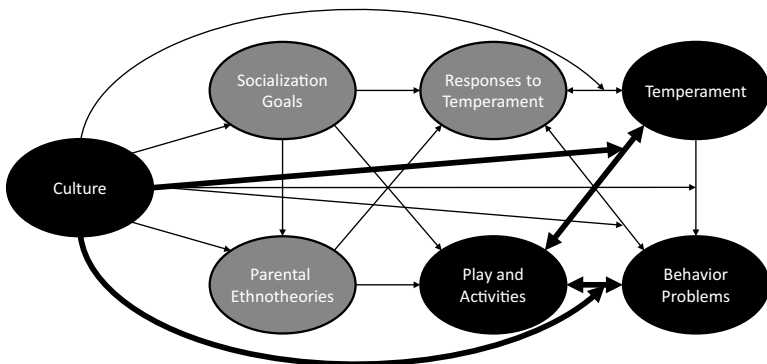 Socialization
Goals
Responses to
Temperament
Temperament
Culture
Parental
Ethnotheories
Play and
Activities
Behavior
Problems